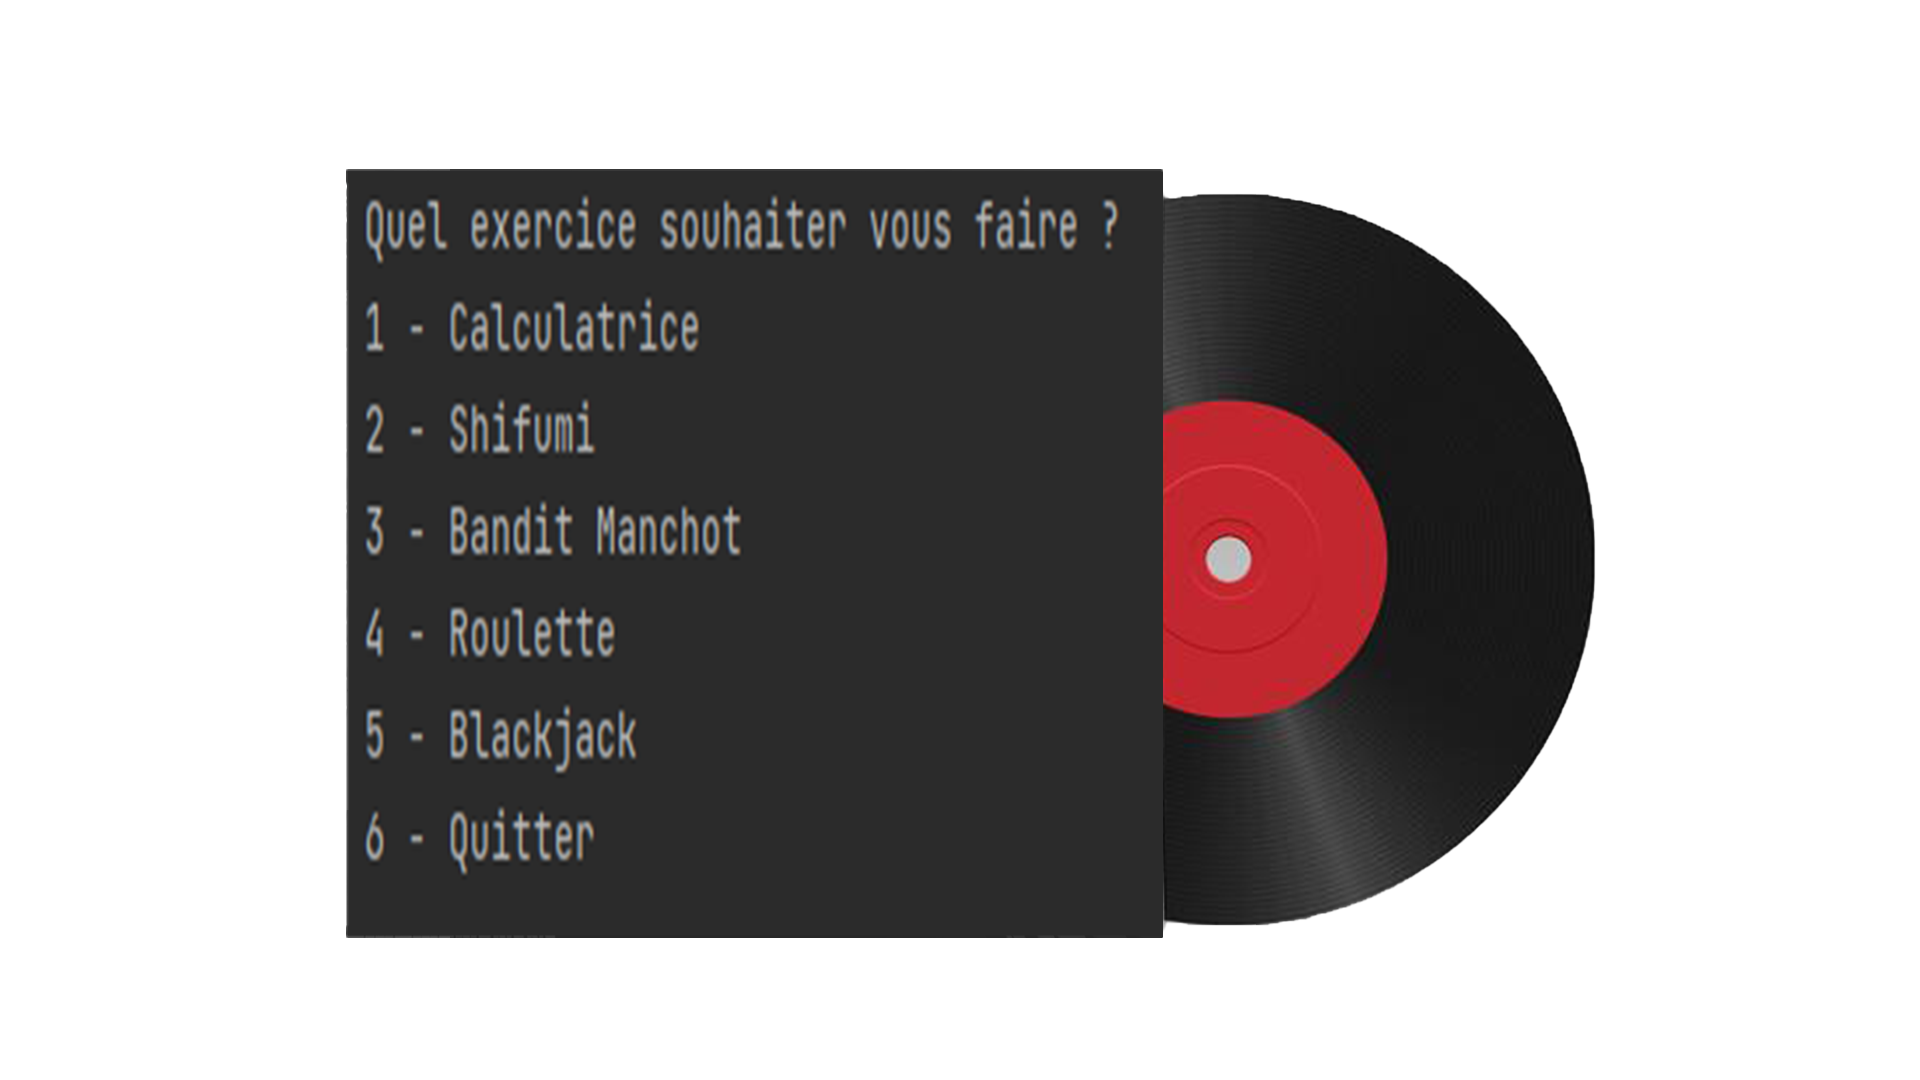 Quel exercice souhaiter vous faire ?
1 - Calculatrice
2 - Shifumi
3 - Bandit Manchot
4 - Roulette
5 - Blackjack
6 - Quitter